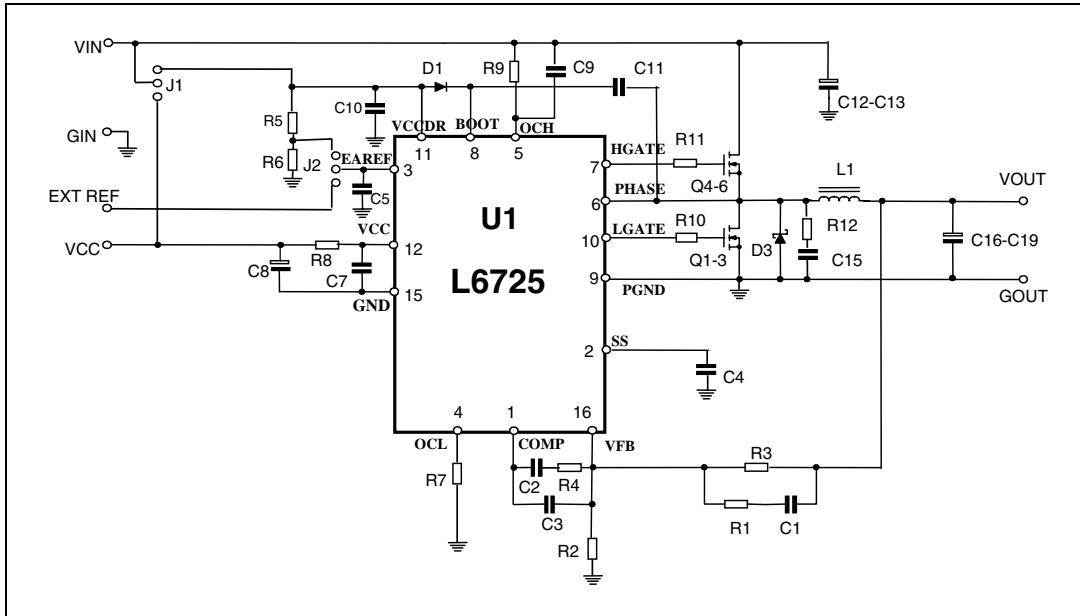 VIN
J1
GIN
EXT REF
VCC
R5
R6
J2
C10
D1
R9
C9
C11
C12-C13
VCCDR
BOOT
OCH
11
8
5
EAREF
3
C5
VCC
12
C8
R8
C7
GND
15
U1
L6725
HGATE
7
R11
Q4-6
PHASE
6
LGATE
10
R10
Q1-3
9
PGND
D3
L1
R12
C15
VOUT
C16-C19
GOUT
2
SS
C4
4
1
16
OCL
COMP
VFB
R7
C2
R4
C3
R2
R3
R1
C1